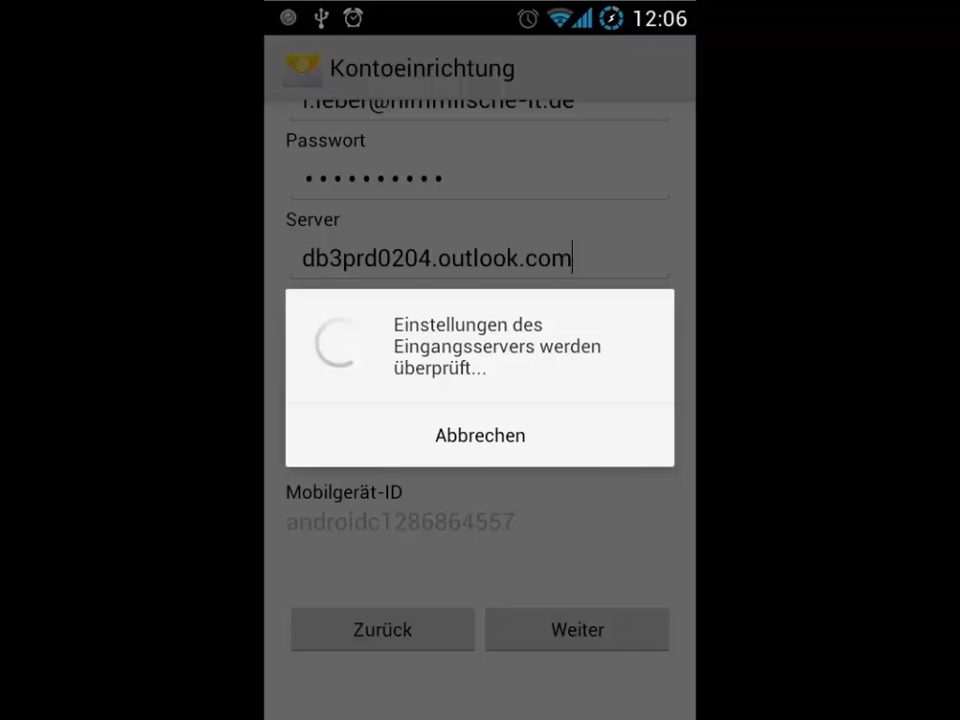 12:06
Kontoeinrichtung
Passwort
Server
db3prd0204.outlook.com
Einstellungen des
Eingangsservers werden
überprüft...
Abbrechen
Mobilgerät-ID
androidc1286864557
Zurück Weiter